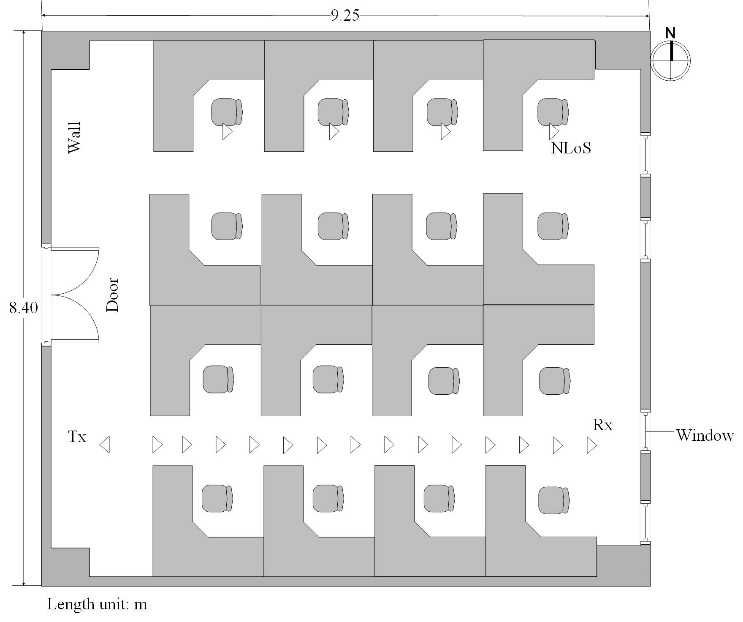 9.25
N
Wall
NLoS
Door
8.40
Tx
Rx
Window
Length unit: m